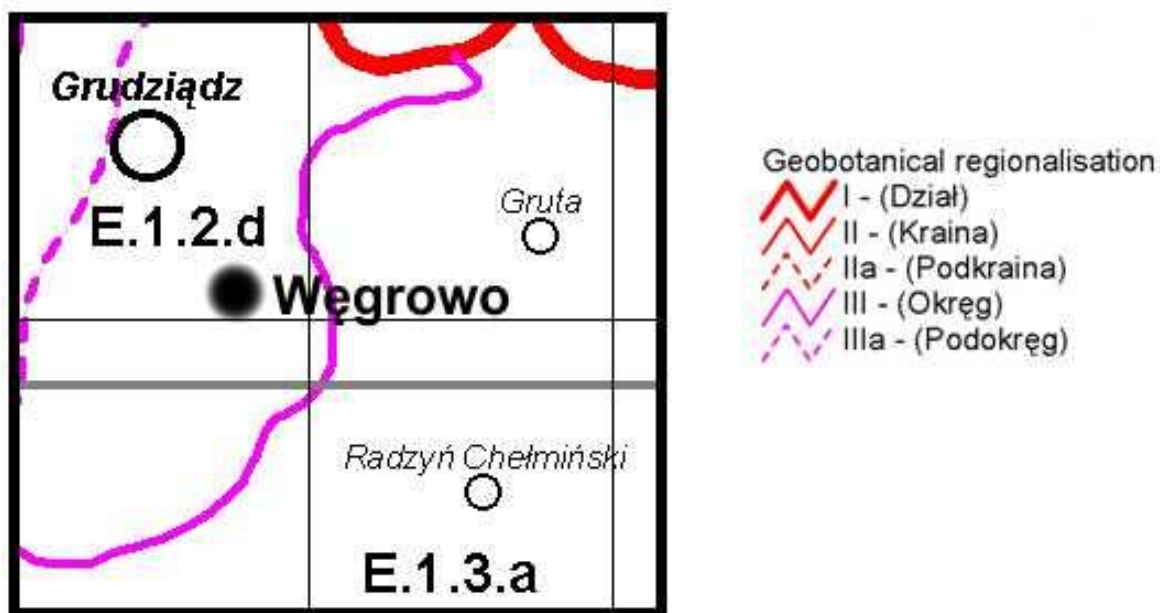 Grudziądz
E.1.2.d
Gruta
Węgrowo
Radzyń Chełmiński
E.1.3.a
Geobotanical regionalisation
I - (Dział)
II - (Kraina)
IIa - (Podkraina)
III - (Okręg)
IIIa - (Podokręg)